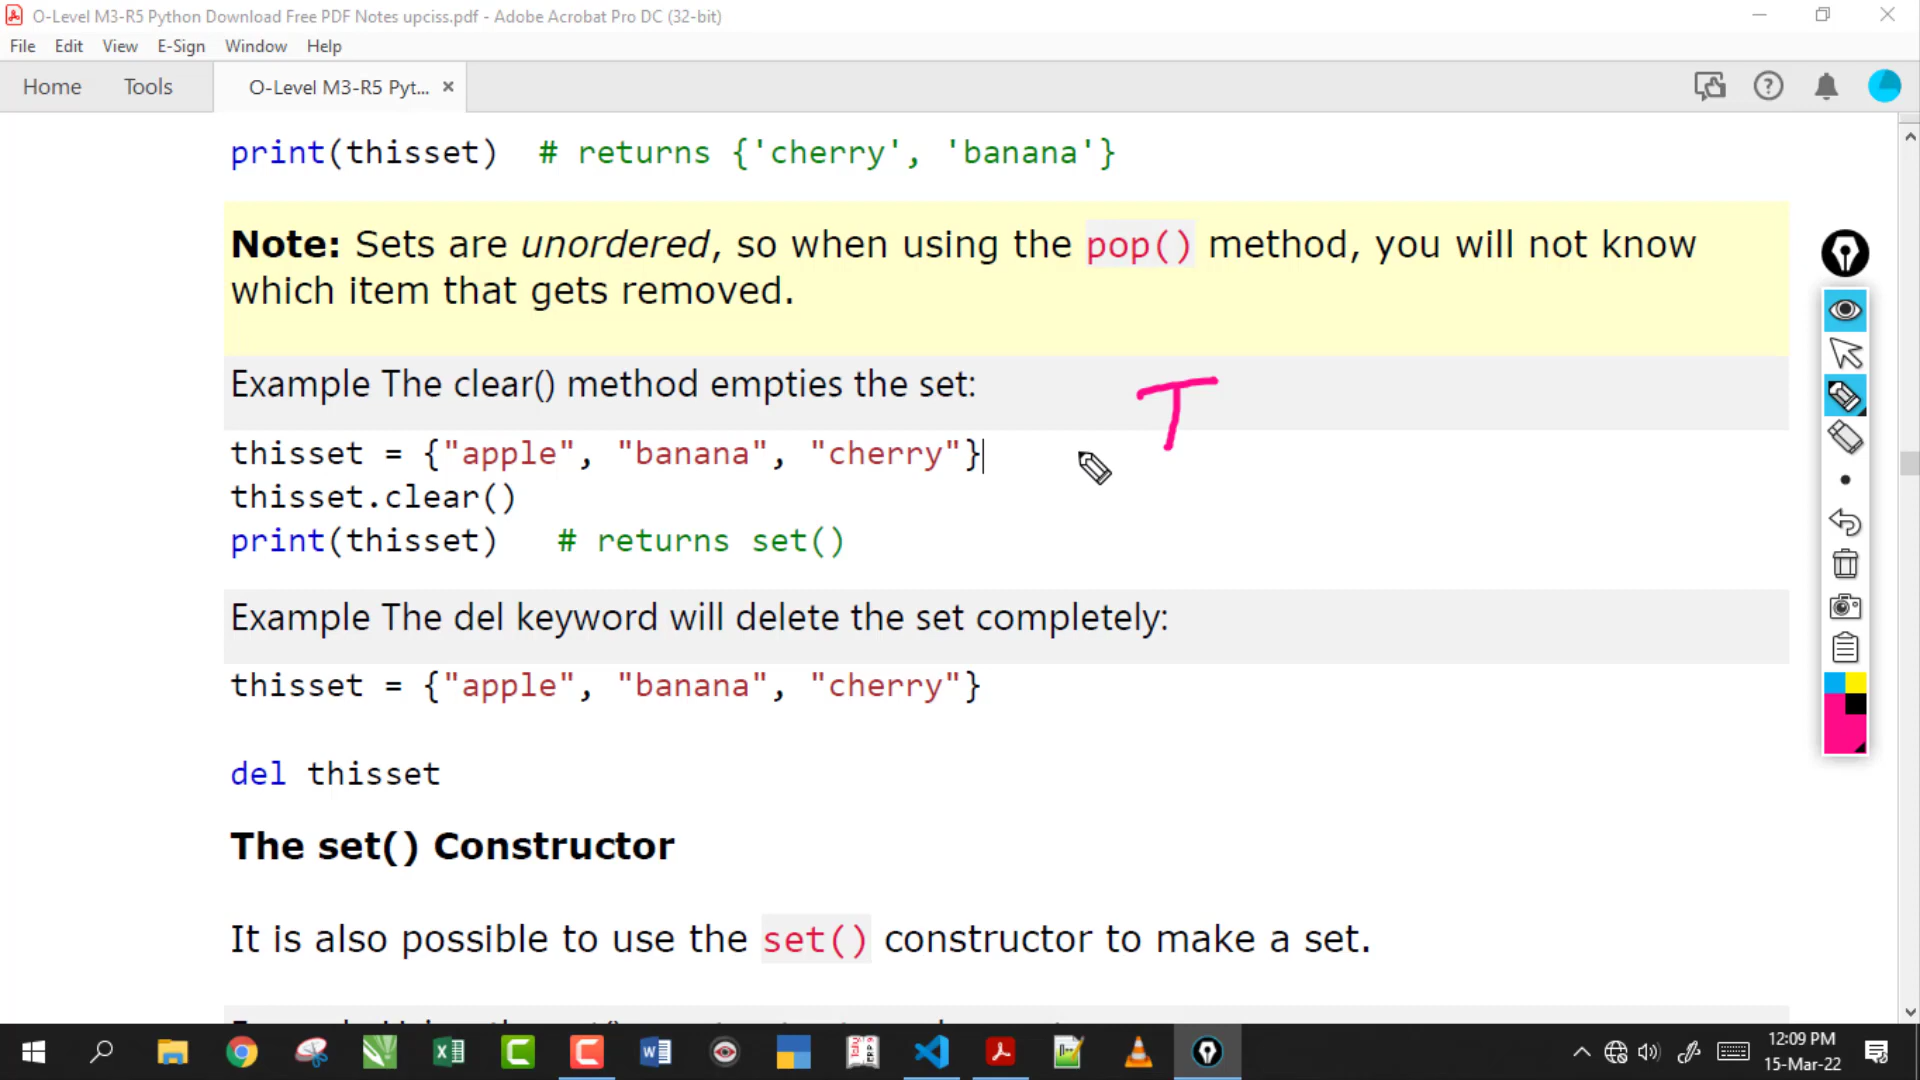 O-Level M3-R5 Python Download Free PDF Notes upciss.pdf - Adobe Acrobat Pro DC (32-bit)
File Edit View E-Sign Window Help
Home Tools O-Level M3-R5 Pyt... ×
print(thisset)  # returns {'cherry', 'banana'}
Note: Sets are unordered, so when using the pop() method, you will not know
which item that gets removed.
Example The clear() method empties the set:
T
thisset = {"apple", "banana", "cherry"}
thisset.clear()
print(thisset)   # returns set()
Example The del keyword will delete the set completely:
thisset = {"apple", "banana", "cherry"}
del thisset
The set() Constructor
It is also possible to use the set() constructor to make a set.
12:09 PM
15-Mar-22